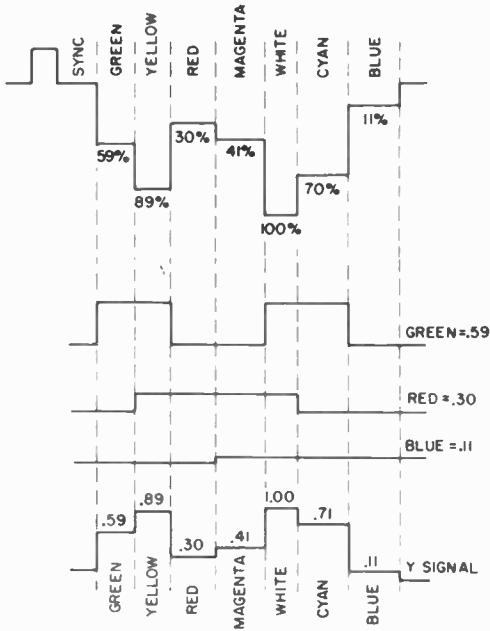 SYNC
GREEN
YELLOW
RED
MAGENTA
WHITE
CYAN
BLUE
59%
89%
30%
41%
100%
70%
11%
GREEN=.59
RED=.30
BLUE=.11
.59
.89
.30
.41
1.00
.71
.11
Y SIGNAL
GREEN
YELLOW
RED
MAGENTA
WHITE
CYAN
BLUE